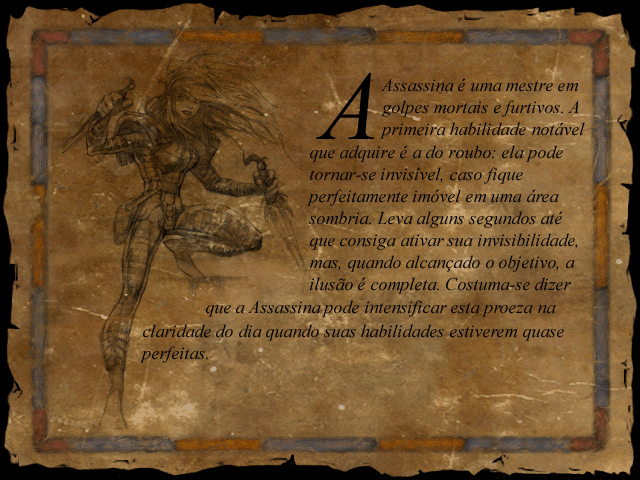 A Assassina é uma mestre em
golpes mortais e furtivos. A
primeira habilidade notável
que adquire é a do roubo: ela pode
tornar-se invisível, caso fique
perfeitamente imóvel em uma área
sombria. Leva alguns segundos até
que consiga ativar sua invisibilidade,
mas, quando alcançado o objetivo, a
ilusão é completa. Costuma-se dizer
que a Assassina pode intensificar esta proeza na
claridade do dia quando suas habilidades estiverem quase
perfeitas.